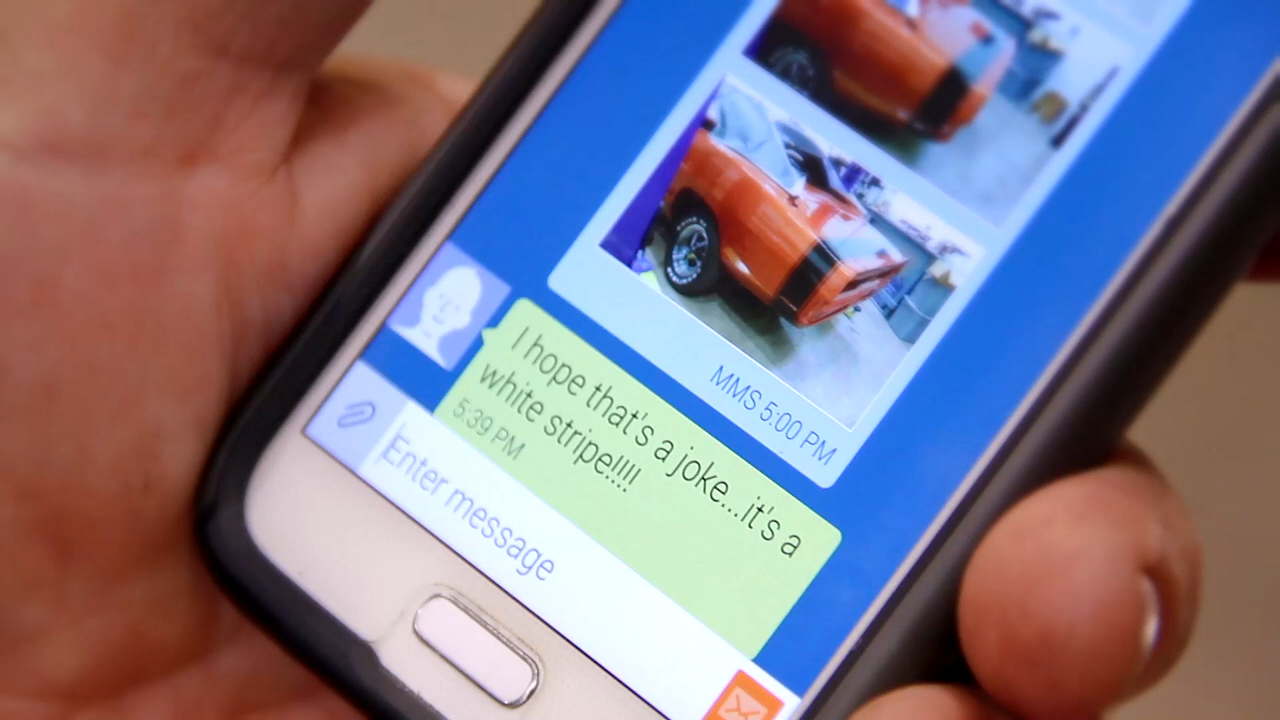 MMS 5:00 PM
I hope that's a joke...it's a
white stripe!!!!
5:39 PM
Enter message